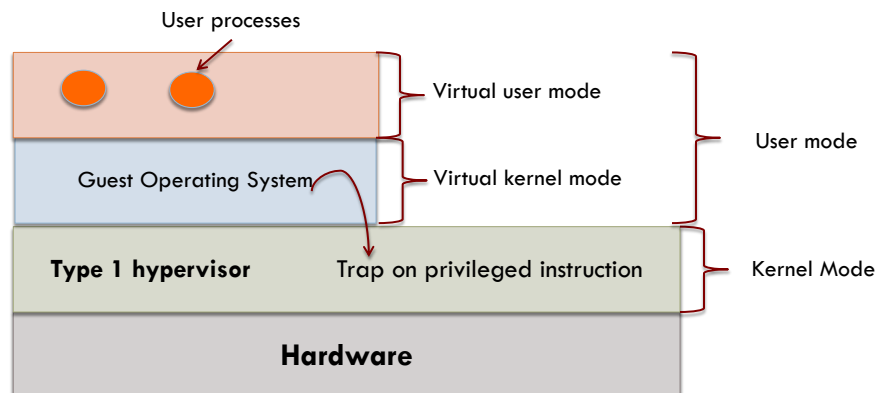 User processes
Virtual user mode
User mode
Guest Operating System
Virtual kernel mode
Type 1 hypervisor
Trap on privileged instruction
Kernel Mode
Hardware